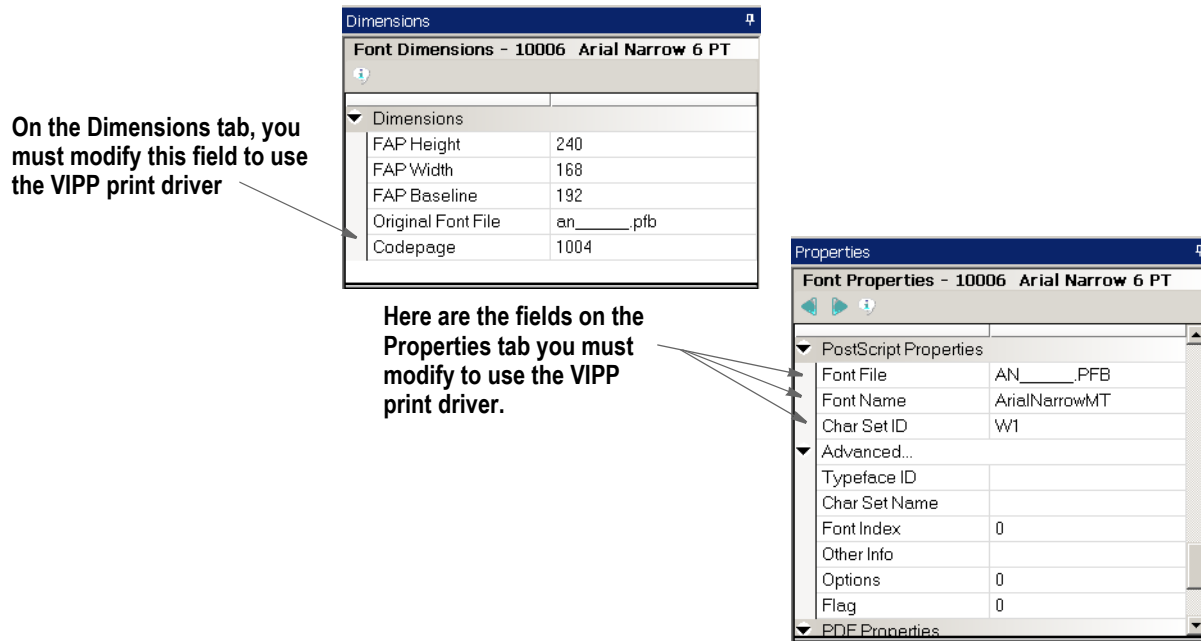 Dimensions
Font Dimensions - 10006 Arial Narrow 6 PT
On the Dimensions tab, you
must modify this field to use
the VIPP print driver
Dimensions
FAP Height 240
FAP Width 168
FAP Baseline 192
Original Font File an______.pfb
Codepage 1004
Here are the fields on the
Properties tab you must
modify to use the VIPP
print driver.
Properties
Font Properties - 10006 Arial Narrow 6 PT
PostScript Properties
Font File AN______.PFB
Font Name ArialNarrowMT
Char Set ID W1
Advanced...
Typeface ID
Char Set Name
Font Index 0
Other Info
Options 0
Flag 0
PDF Properties